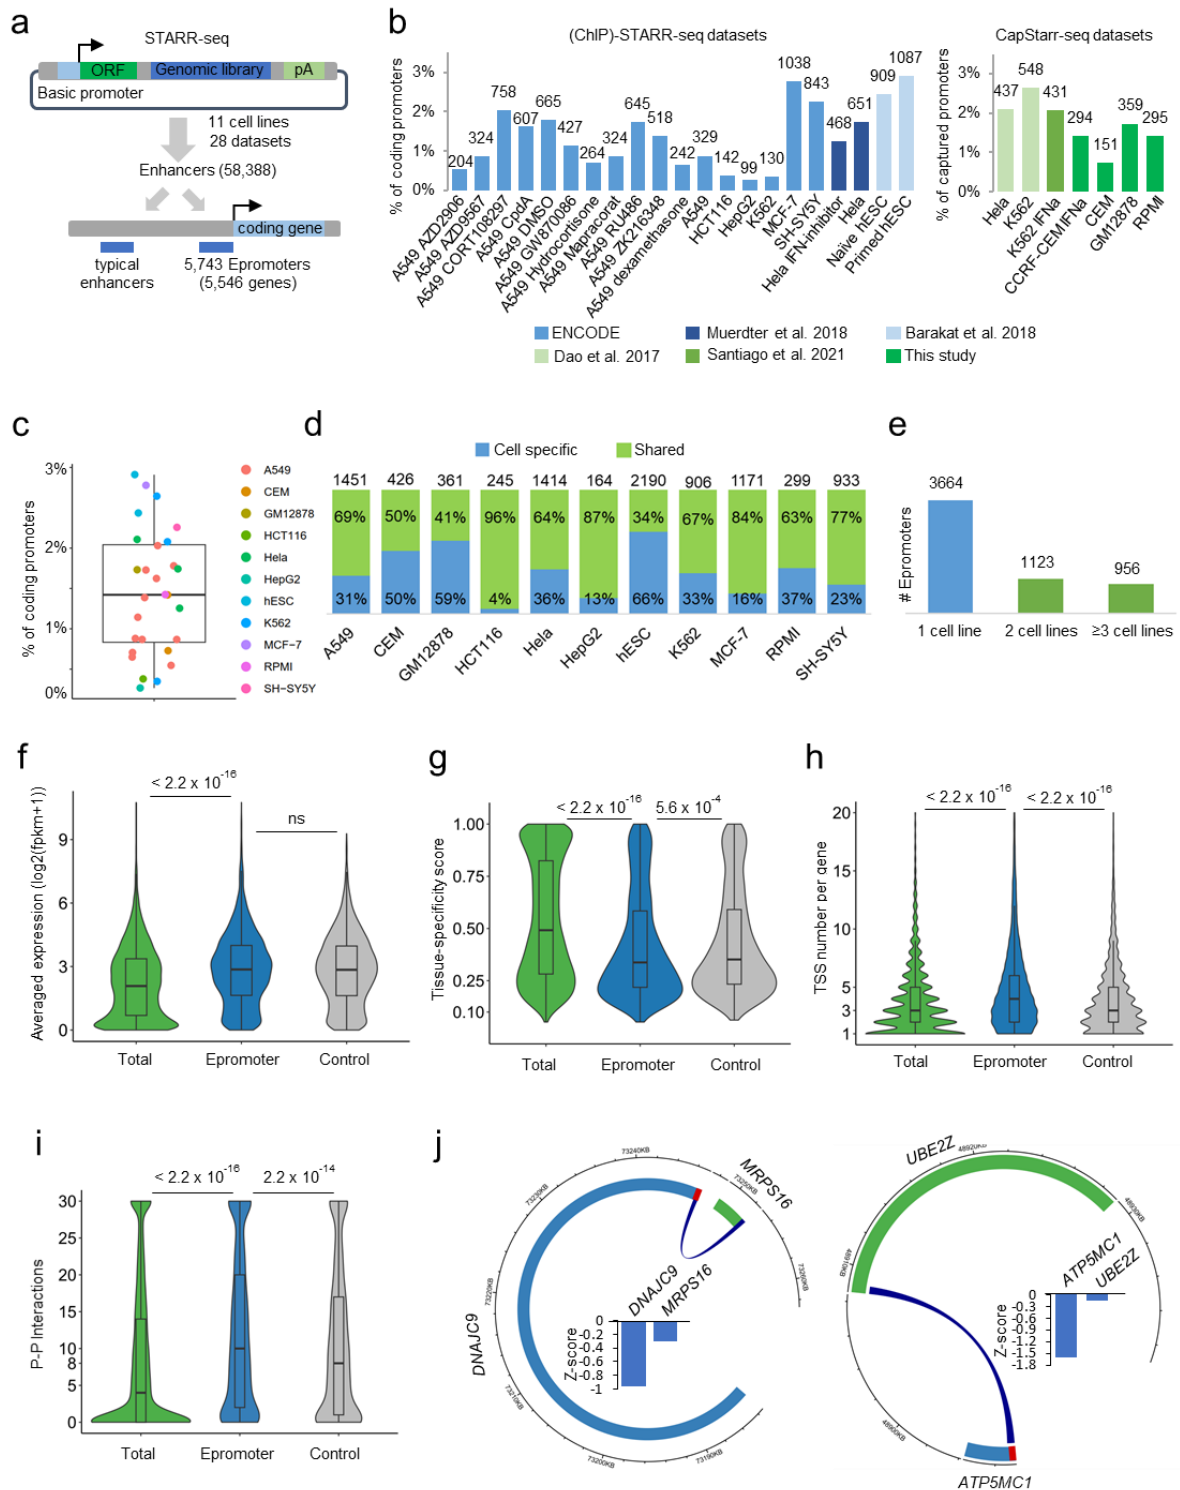 a
STARR-seq
ORF
Genomic library
pA
Basic promoter
11 cell lines
28 datasets
Enhancers (58,388)
coding gene
typical
enhancers
5,743 Epromoters
(5,546 genes)
b
(ChIP)-STARR-seq datasets
% of coding promoters
3%
2%
1%
0%
204
324
758
607
665
427
264
324
645
518
242
329
142
99
130
1038
843
468
651
909
1087
A549 AZD2906
A549 AZD9567
A549 CORT108297
A549 CpdA
A549 DMSO
A549 GW870086
A549 Hydrocortisone
A549 Mapracorat
A549 RU486
A549 ZK216348
A549 dexamethasone
A549
HCT116
HepG2
K562
MCF-7
SH-SY5Y
Hela IFN-inhibitor
Hela
Naïve hESC
Primed hESC
CapStarr-seq datasets
% of captured promoters
3%
2%
1%
0%
437
548
431
294
151
359
295
Hela
K562
K562 IFNa
CCRF-CEMIFNa
CEM
GM12878
RPMI
ENCODE
Muerdter et al. 2018
Barakat et al. 2018
Dao et al. 2017
Santiago et al. 2021
This study
c
% of coding promoters
3%
2%
1%
0%
A549
CEM
GM12878
HCT116
Hela
HepG2
hESC
K562
MCF-7
RPMI
SH-SY5Y
d
Cell specific
Shared
1451 426 361 245 1414 164 2190 906 1171 299 933
69% 50% 41% 96% 64% 87% 34% 67% 84% 63% 77%
31% 50% 59% 4% 36% 13% 66% 33% 16% 37% 23%
A549
CEM
GM12878
HCT116
Hela
HepG2
hESC
K562
MCF-7
RPMI
SH-SY5Y
e
# Epromoters
3664
1123
956
1 cell line
2 cell lines
≥3 cell lines
f
Averaged expression (log2(fpkm+1))
< 2.2 x 10-16
ns
9
6
3
0
Total
Epromoter
Control
g
Tissue-specificity score
< 2.2 x 10-16
5.6 x 10-4
1.00
0.75
0.50
0.25
0.10
Total
Epromoter
Control
h
TSS number per gene
< 2.2 x 10-16
< 2.2 x 10-16
20
15
10
5
3
1
Total
Epromoter
Control
i
P-P Interactions
< 2.2 x 10-16
2.2 x 10-14
30
25
20
15
10
8
5
0
Total
Epromoter
Control
j
73240KB
73250KB
73260KB
73230KB
73220KB
73210KB
73200KB
73190KB
MRPS16
DNAJC9
DNAJC9
MRPS16
Z-score
0
-0.2
-0.4
-0.6
-0.8
-1
UBE2Z
48920KB
48930KB
48910KB
48900KB
ATP5MC1
UBE2Z
Z-score
0
-0.3
-0.6
-0.9
-1.2
-1.5
-1.8
ATP5MC1